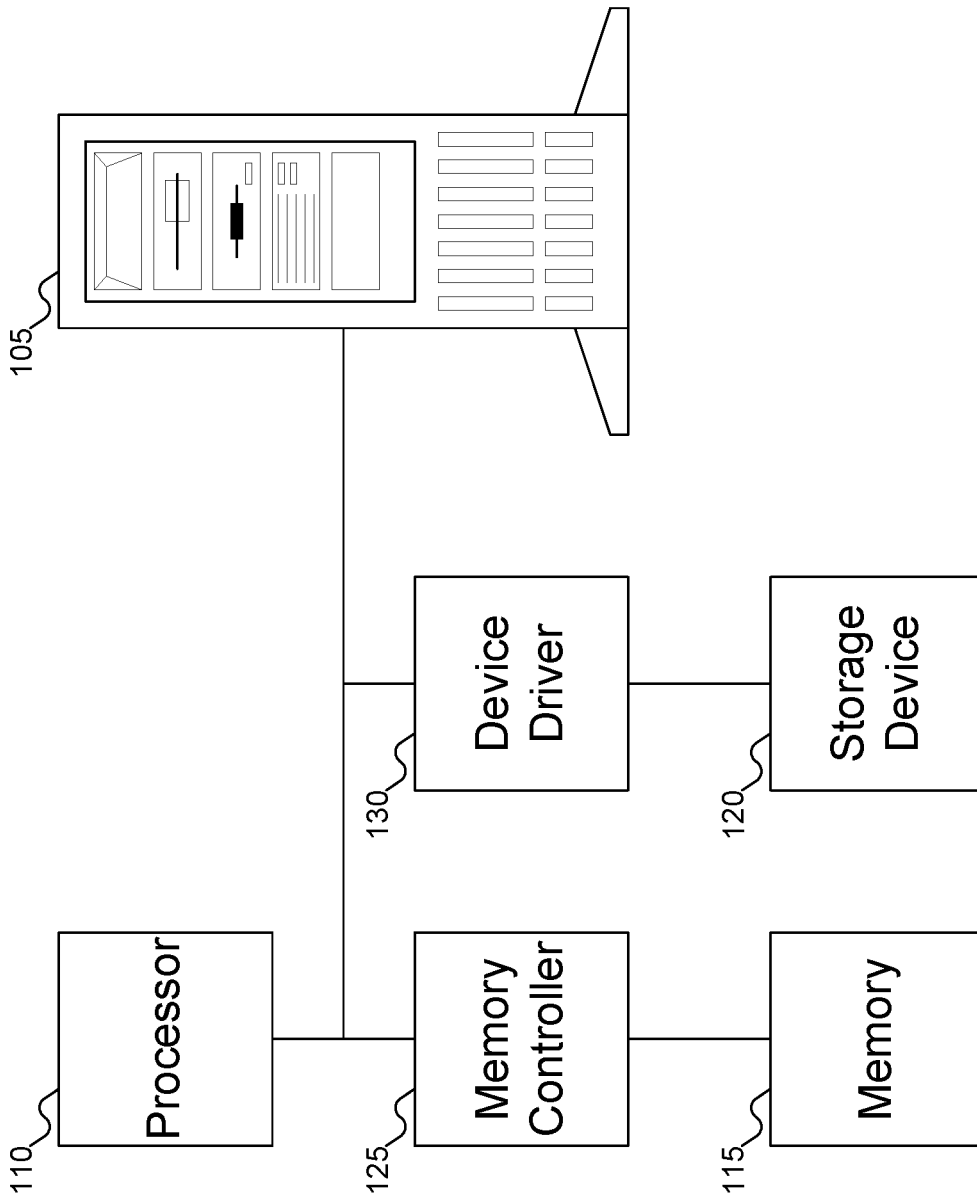 105
110
Processor
130
Device
Driver
125
Memory
Controller
120
Storage
Device
115
Memory